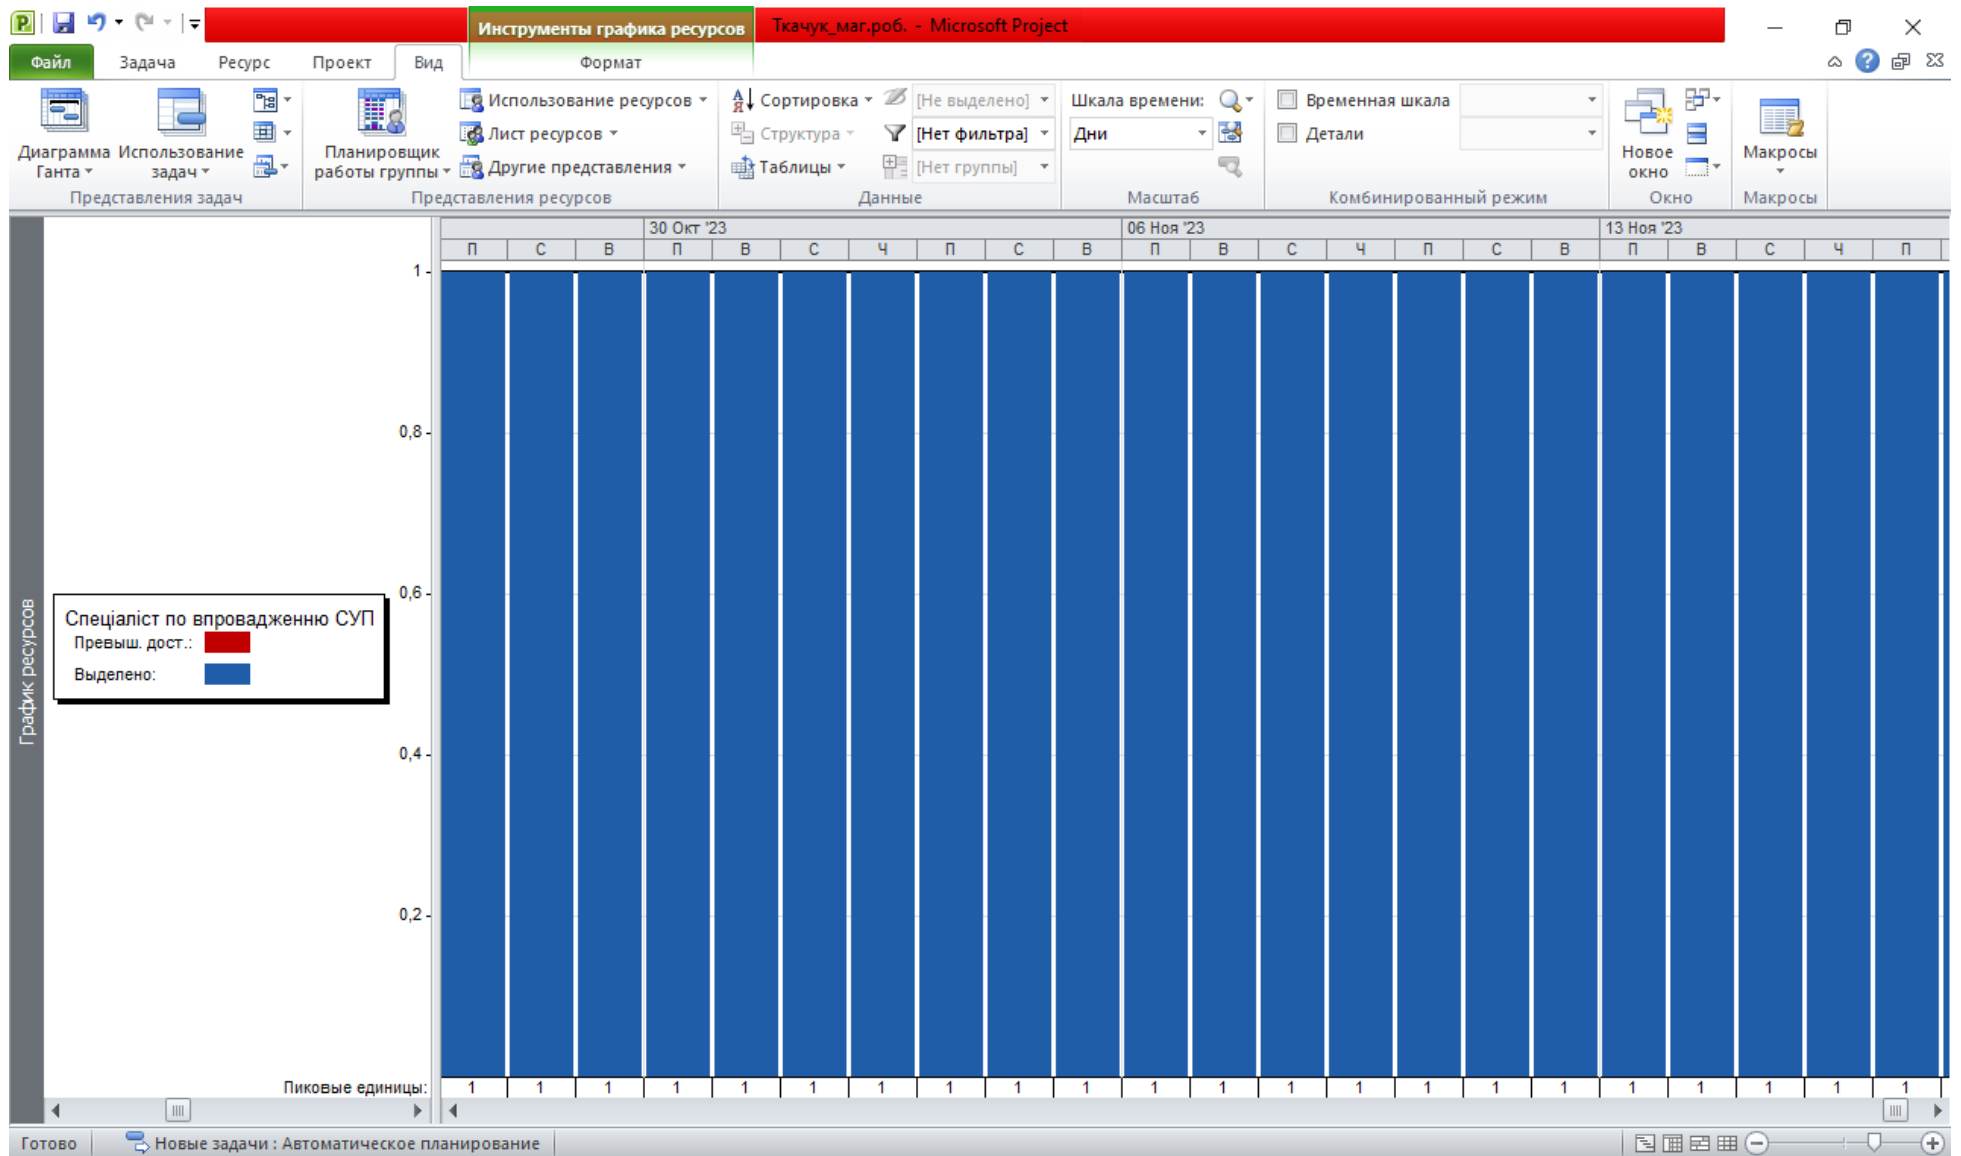 Инструменты графика ресурсов
Ткачук_маг.роб. - Microsoft Project
Файл Задача Ресурс Проект Вид Формат
Использование ресурсов Сортировка [Не выделено] Шкала времени: Временная шкала
Лист ресурсов Структура [Нет фильтра] Дни Детали
Другие представления Таблицы [Нет группы]
Диаграмма Ганта
Использование задач
Планировщик работы группы
Новое окно
Макросы
Представления задач Представления ресурсов Данные Масштаб Комбинированный режим Окно Макросы
30 Окт '23 06 Ноя '23 13 Ноя '23
П С В П В С Ч П С В П В С Ч П С В П В С Ч П
1
0,8
0,6
0,4
0,2
График ресурсов
Спеціаліст по впровадженню СУП
Превыш. дост.:
Выделено:
Пиковые единицы: 1 1 1 1 1 1 1 1 1 1 1 1 1 1 1 1 1 1 1 1 1 1
Готово Новые задачи : Автоматическое планирование